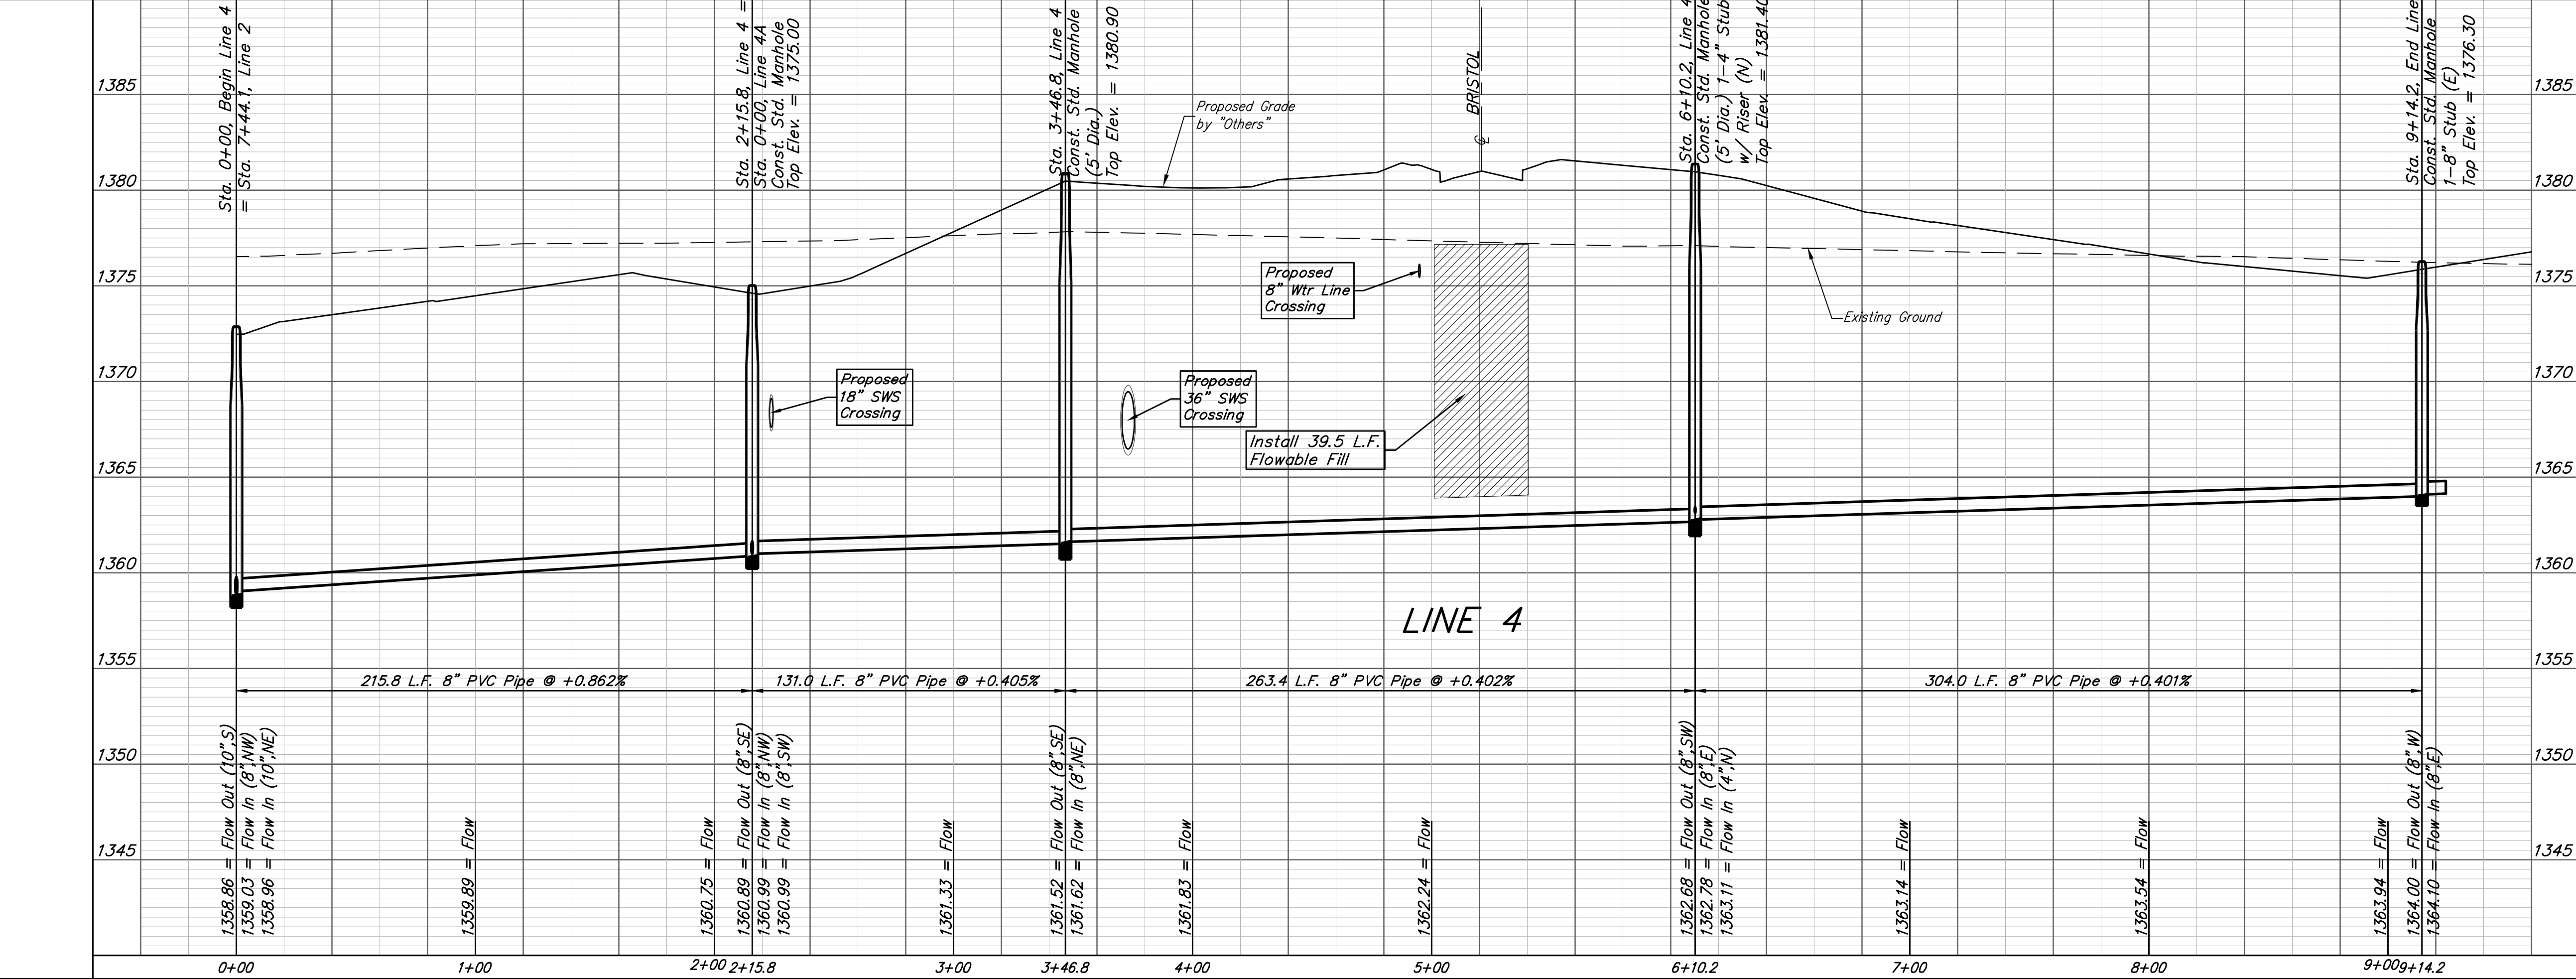 Sta. 0+00, Begin Line 4
= Sta. 7+44.1, Line 2
Sta. 2+15.8, Line 4 =
Sta. 0+00, Line 4A
Const. Std. Manhole
Top Elev. = 1375.00
Sta. 3+46.8, Line 4
Const. Std. Manhole
(5' Dia.)
Top Elev. = 1380.90
BRISTOL
Sta. 6+10.2, Line 4
Const. Std. Manhole
(5' Dia.) 1-4" Stub
w/ Riser (N)
Top Elev. = 1381.40
Sta. 9+14.2, End Line
Const. Std. Manhole
1-8" Stub (E)
Top Elev. = 1376.30
1385
1385
Proposed Grade
by "Others"
1380
1380
1375
1375
Proposed
8" Wtr Line
Crossing
Existing Ground
1370
1370
Proposed
18" SWS
Crossing
Proposed
36" SWS
Crossing
Install 39.5 L.F.
Flowable Fill
1365
1365
1360
1360
LINE 4
1355
1355
215.8 L.F. 8" PVC Pipe @ +0.862%
131.0 L.F. 8" PVC Pipe @ +0.405%
263.4 L.F. 8" PVC Pipe @ +0.402%
304.0 L.F. 8" PVC Pipe @ +0.401%
1350
1350
1345
1345
1358.86 = Flow Out (10",S)
1359.03 = Flow In (8",NW)
1358.96 = Flow In (10",NE)
1359.89 = Flow
1360.75 = Flow
1360.89 = Flow Out (8",SE)
1360.99 = Flow In (8",NW)
1360.99 = Flow In (8",SW)
1361.33 = Flow
1361.52 = Flow Out (8",SE)
1361.62 = Flow In (8",NE)
1361.83 = Flow
1362.24 = Flow
1362.68 = Flow Out (8",SW)
1362.78 = Flow In (8",E)
1363.11 = Flow In (4",N)
1363.14 = Flow
1363.54 = Flow
1363.94 = Flow
1364.00 = Flow Out (8",W)
1364.10 = Flow In (8",E)
0+00
1+00
2+00
2+15.8
3+00
3+46.8
4+00
5+00
6+10.2
7+00
8+00
9+00
9+14.2